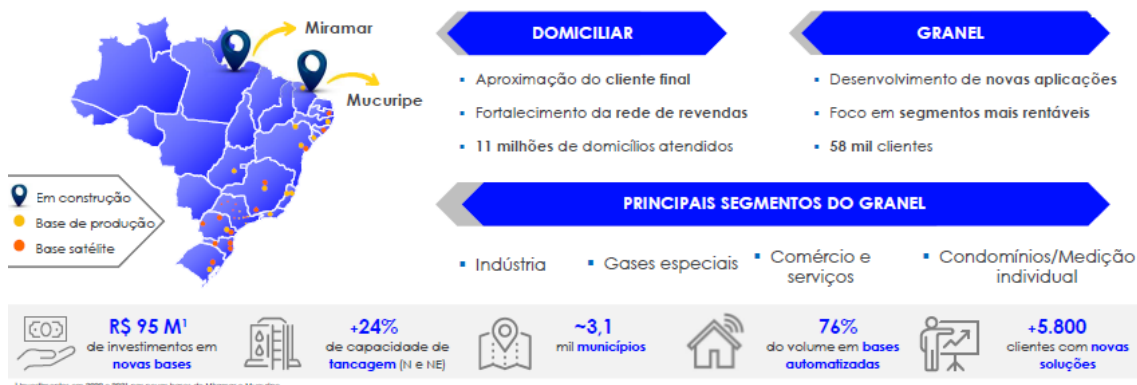 Miramar
Mucuripe
Em construção
Base de produção
Base satélite
DOMICILIAR
▪ Aproximação do cliente final
▪ Fortalecimento da rede de revendas
▪ 11 milhões de domicílios atendidos
GRANEL
▪ Desenvolvimento de novas aplicações
▪ Foco em segmentos mais rentáveis
▪ 58 mil clientes
PRINCIPAIS SEGMENTOS DO GRANEL
▪ Indústria
▪ Gases especiais
▪ Comércio e
serviços
▪ Condomínios/Medição
individual
R$ 95 M¹
de investimentos em
novas bases
+24%
de capacidade de
tancagem (N e NE)
~3,1
mil municípios
76%
do volume em bases
automatizadas
+5.800
clientes com novas
soluções